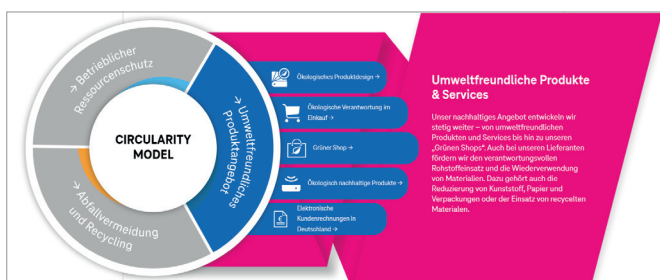 → Betrieblicher
Ressourcenschutz
CIRCULARITY
MODEL
→ Abfallvermeidung
und Recycling
→ Umweltfreundliches
Produktangebot
Ökologisches Produktdesign →
Ökologische Verantwortung im
Einkauf →
Grüner Shop →
Ökologisch nachhaltige Produkte →
Elektronische
Kundenrechnungen in
Deutschland →
Umweltfreundliche Produkte
& Services
Unser nachhaltiges Angebot entwickeln wir
stetig weiter – von umweltfreundlichen
Produkten und Services bis hin zu unseren
„Grünen Shops“. Auch bei unseren Lieferanten
fördern wir den verantwortungsvollen
Rohstoffeinsatz und die Wiederverwendung
von Materialien. Dazu gehört auch die
Reduzierung von Kunststoff, Papier und
Verpackungen oder der Einsatz von recycelten
Materialen.